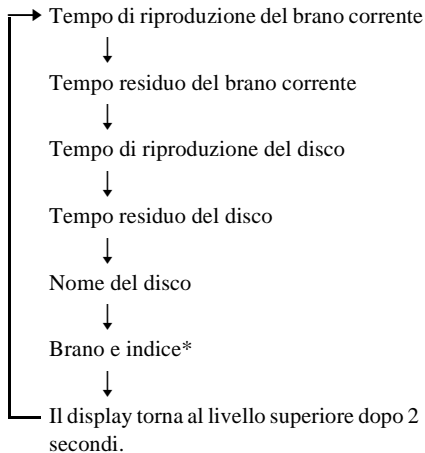 Tempo di riproduzione del brano corrente
Tempo residuo del brano corrente
Tempo di riproduzione del disco
Tempo residuo del disco
Nome del disco
Brano e indice*
Il display torna al livello superiore dopo 2
secondi.